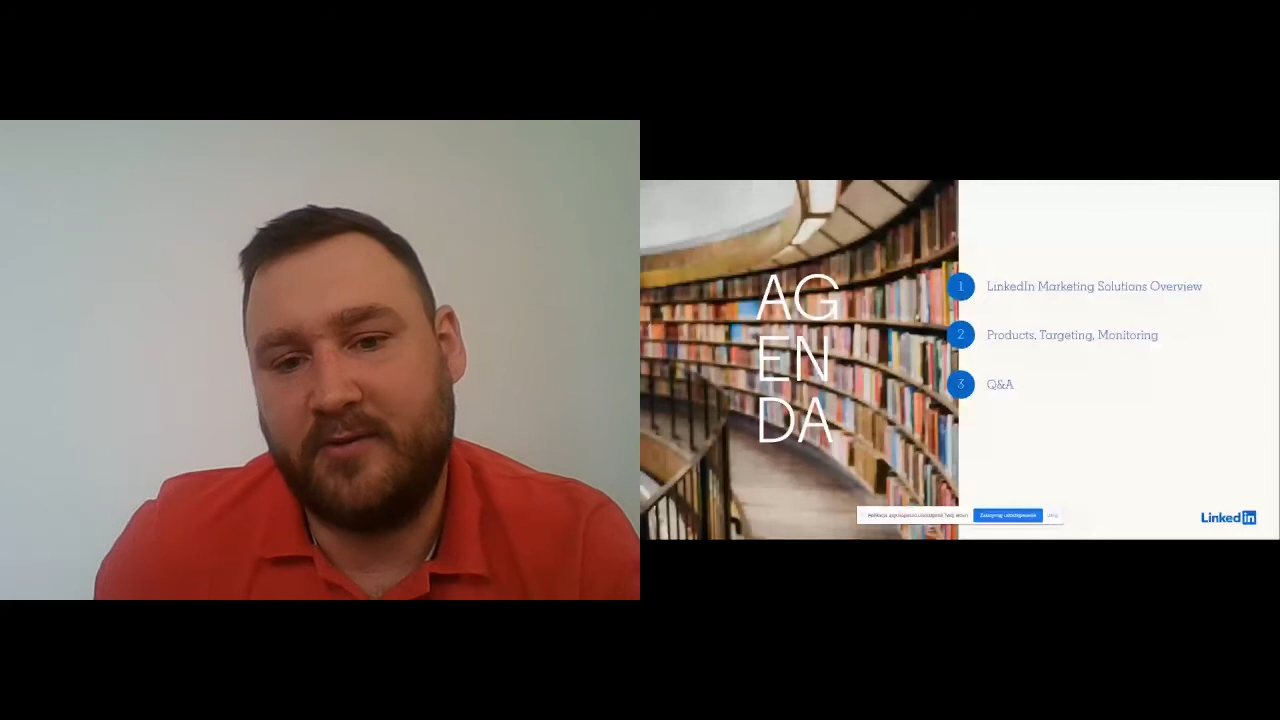 AG
EN
DA
1 LinkedIn Marketing Solutions Overview
2 Products, Targeting, Monitoring
3 Q&A
LinkedIn